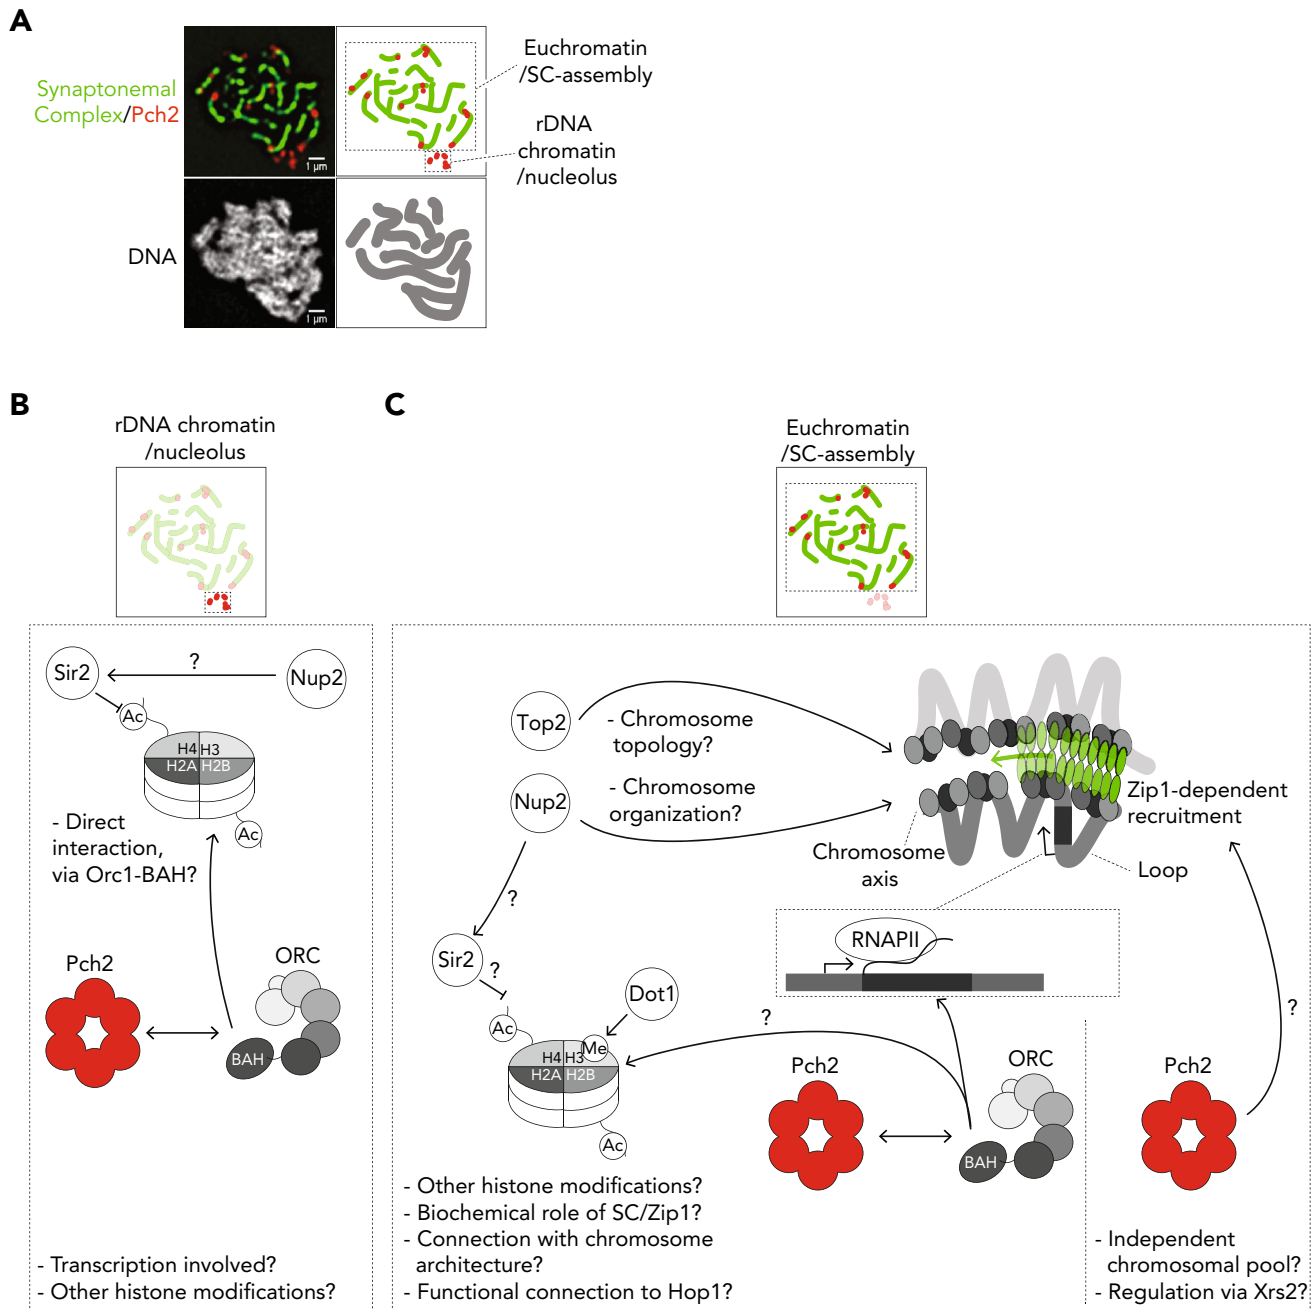 A
Synaptonemal
Complex/Pch2
1 µm
Euchromatin
/SC-assembly
rDNA
chromatin
/nucleolus
DNA
1 µm
B
rDNA chromatin
/nucleolus
Sir2
?
Nup2
Ac
H4 H3
H2A H2B
Ac
- Direct
interaction,
via Orc1-BAH?
Pch2
ORC
BAH
- Transcription involved?
- Other histone modifications?
C
Euchromatin
/SC-assembly
Top2
- Chromosome
topology?
Nup2
- Chromosome
organization?
Zip1-dependent
recruitment
Chromosome
axis
Loop
?
Sir2
?
RNAPII
Dot1
Ac
Me
H4 H3
H2A H2B
Ac
?
?
Pch2
ORC
BAH
Pch2
- Other histone modifications?
- Biochemical role of SC/Zip1?
- Connection with chromosome
architecture?
- Functional connection to Hop1?
- Independent
chromosomal pool?
- Regulation via Xrs2?